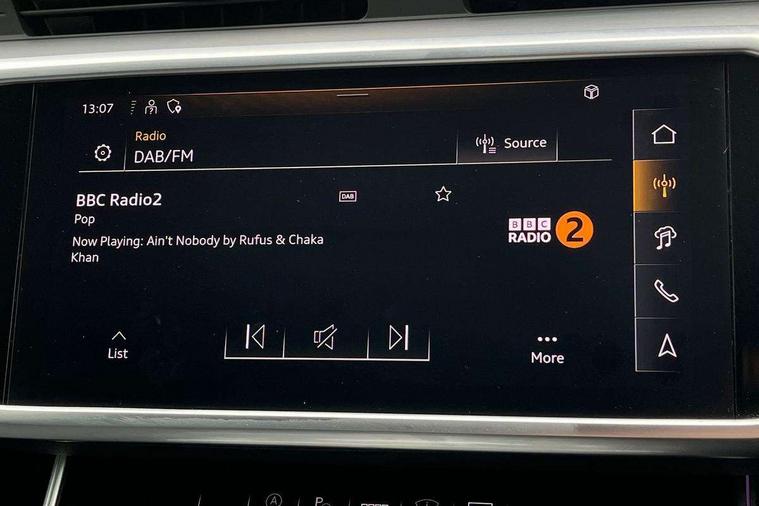 13:07
Radio
DAB/FM
Source
BBC Radio2
DAB
Pop
BBC
RADIO 2
Now Playing: Ain't Nobody by Rufus & Chaka
Khan
List
More
A
P